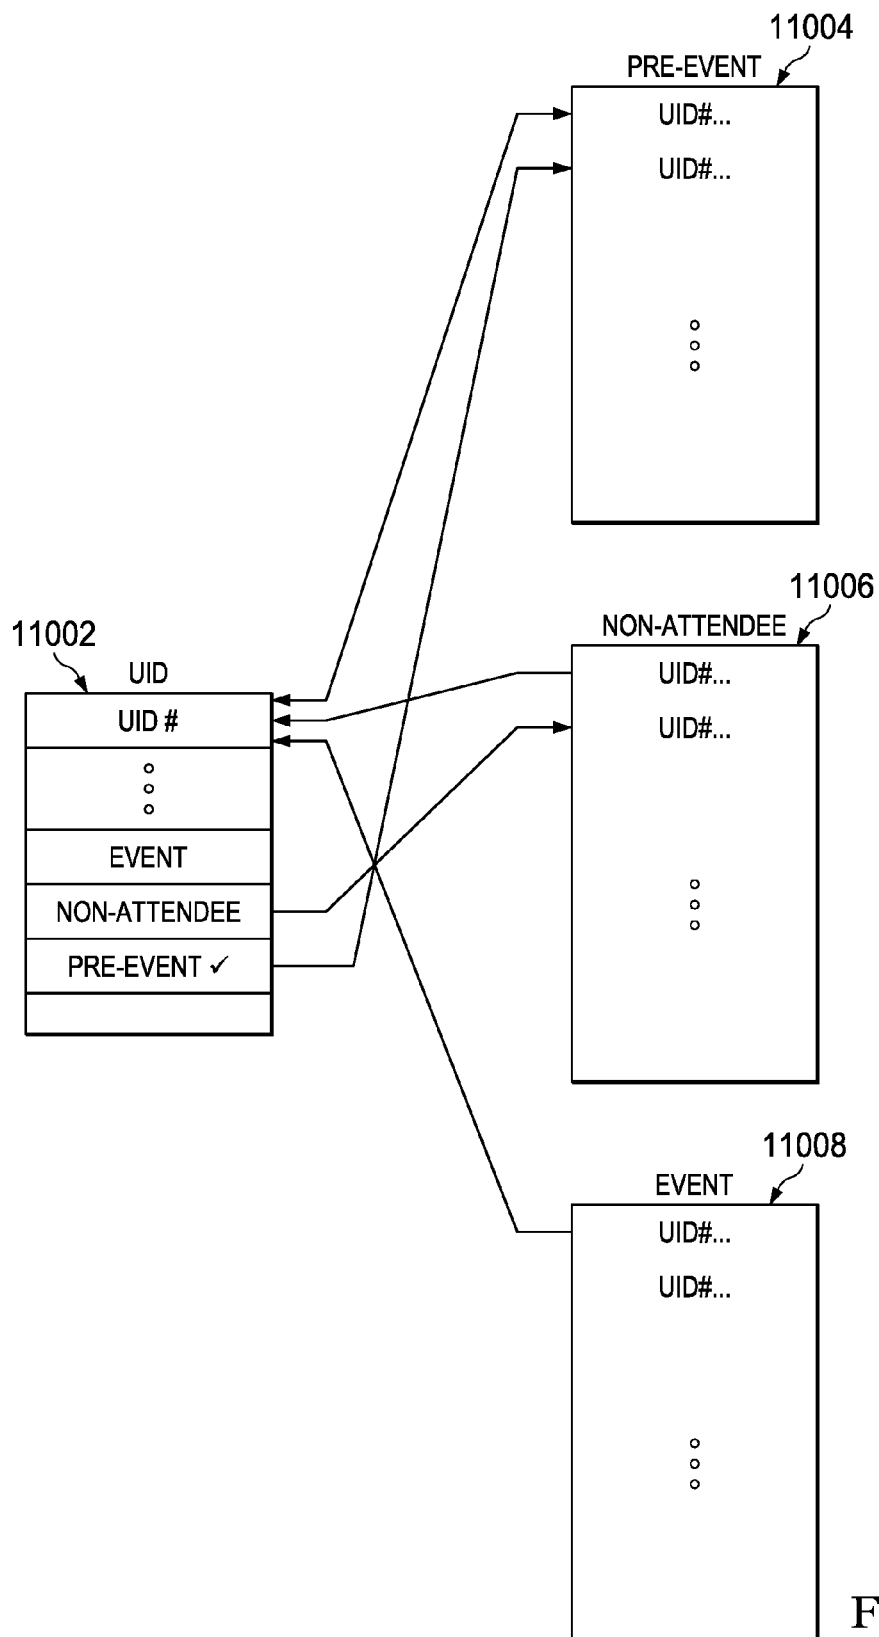 11004
PRE-EVENT
UID#...
UID#...
11006
NON-ATTENDEE
UID#...
UID#...
11002
UID
UID #
EVENT
NON-ATTENDEE
PRE-EVENT ✓
11008
EVENT
UID#...
UID#...
F